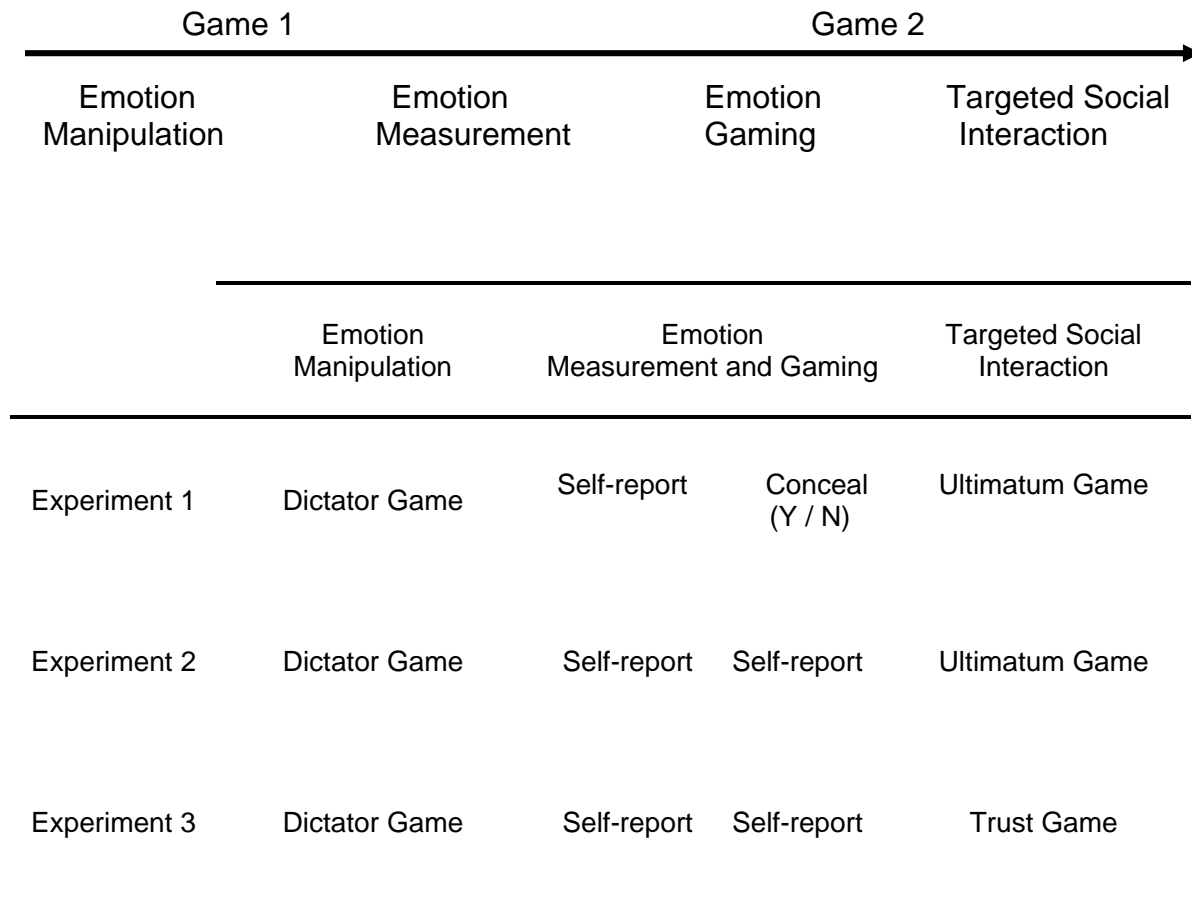 Game 1 Game 2
Emotion Emotion Emotion Targeted Social
Manipulation Measurement Gaming Interaction
Emotion Emotion Targeted Social
Manipulation Measurement and Gaming Interaction
Experiment 1 Dictator Game Self-report Conceal Ultimatum Game
(Y / N)
Experiment 2 Dictator Game Self-report Self-report Ultimatum Game
Experiment 3 Dictator Game Self-report Self-report Trust Game